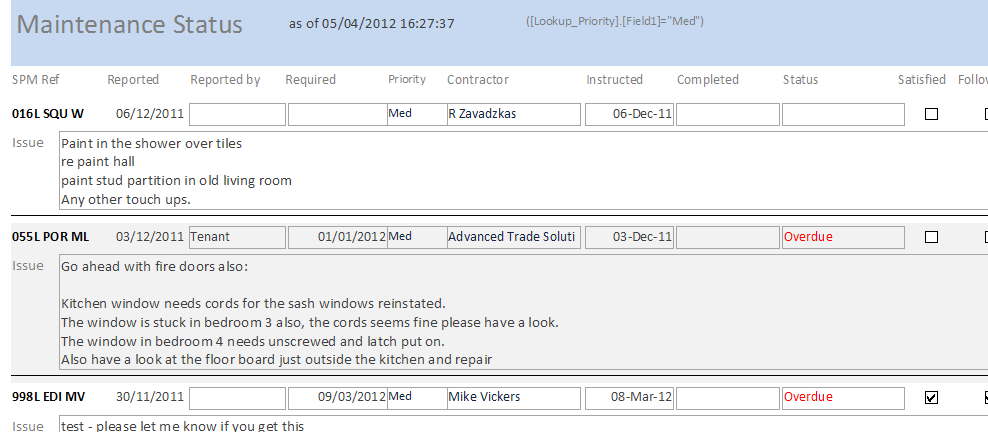 Maintenance Status as of 05/04/2012 16:27:37 ([Lookup_Priority].[Field1]="Med")
SPM Ref Reported Reported by Required Priority Contractor Instructed Completed Status Satisfied Follow
016L SQU W 06/12/2011 Med R Zavadzkas 06-Dec-11
Issue Paint in the shower over tiles
re paint hall
paint stud partition in old living room
Any other touch ups.
055L POR ML 03/12/2011 Tenant 01/01/2012 Med Advanced Trade Soluti 03-Dec-11 Overdue
Issue Go ahead with fire doors also:
Kitchen window needs cords for the sash windows reinstated.
The window is stuck in bedroom 3 also, the cords seems fine please have a look.
The window in bedroom 4 needs unscrewed and latch put on.
Also have a look at the floor board just outside the kitchen and repair
998L EDI MV 30/11/2011 09/03/2012 Med Mike Vickers 08-Mar-12 Overdue
Issue test - please let me know if you get this